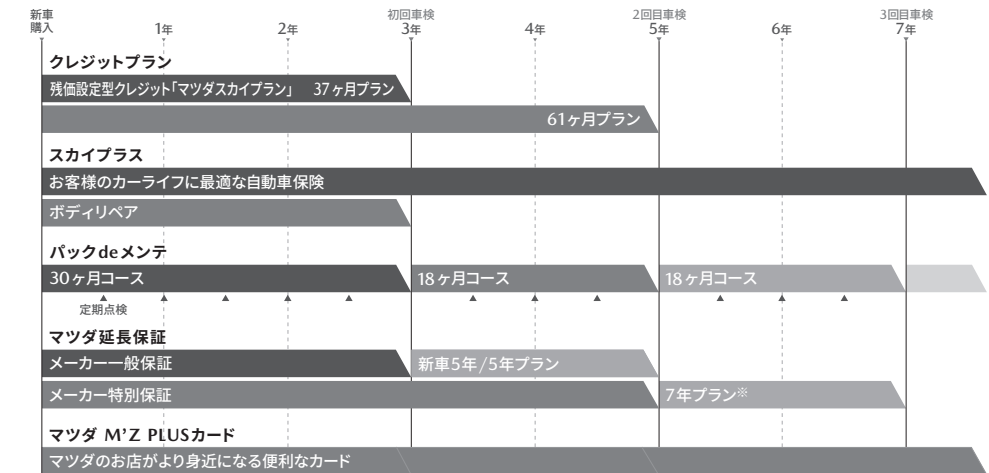 新車
購入
1年
2年
初回車検
3年
4年
2回目車検
5年
6年
3回目車検
7年
クレジットプラン
残価設定型クレジット「マツダスカイプラン」 37ヶ月プラン
61ヶ月プラン
スカイプラス
お客様のカーライフに最適な自動車保険
ボディリペア
パックdeメンテ
30ヶ月コース
18ヶ月コース
18ヶ月コース
定期点検
マツダ延長保証
メーカー一般保証
新車5年/5年プラン
メーカー特別保証
7年プラン※
マツダ M'Z PLUSカード
マツダのお店がより身近になる便利なカード